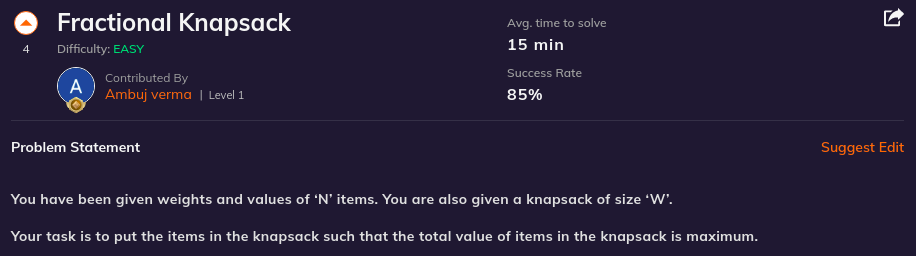 Fractional Knapsack
4
Difficulty: EASY
A
Contributed By
Ambuj verma | Level 1
Avg. time to solve
15 min
Success Rate
85%
Problem Statement
Suggest Edit
You have been given weights and values of ‘N’ items. You are also given a knapsack of size ‘W’.
Your task is to put the items in the knapsack such that the total value of items in the knapsack is maximum.